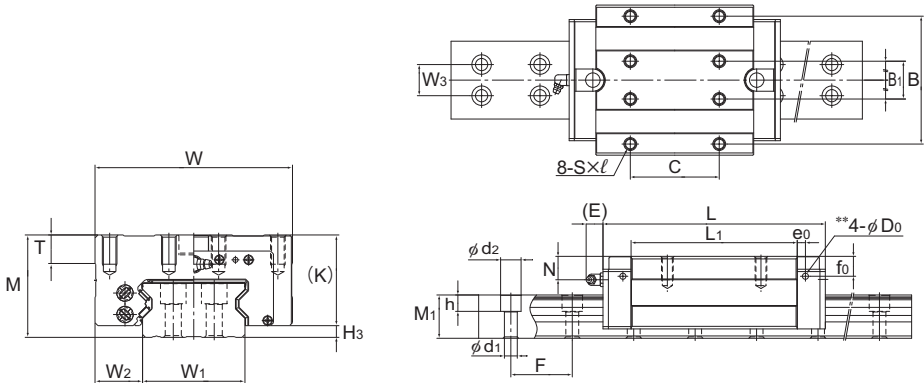 W₃
B₁
B
8-S×ℓ
C
W
T
M
(K)
H₃
W₂
W₁
(E)
L
L₁
e₀
**4-φD₀
φd₂
N
f₀
M₁
h
φd₁
F